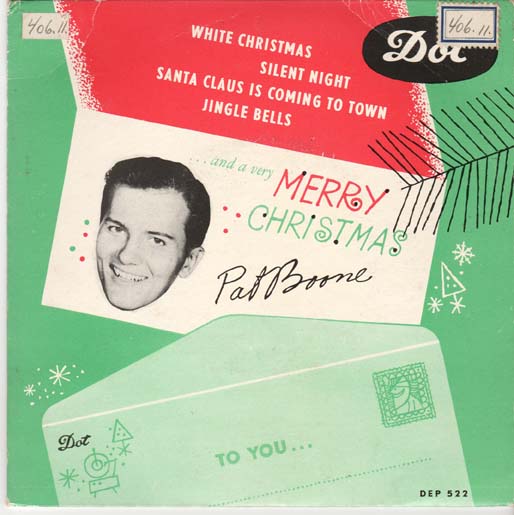 406.11.
406.11.
Dot
WHITE CHRISTMAS
SILENT NIGHT
SANTA CLAUS IS COMING TO TOWN
JINGLE BELLS
...and a very
MERRY
CHRISTMAS
Pat Boone
Dot
TO YOU...
DEP 522